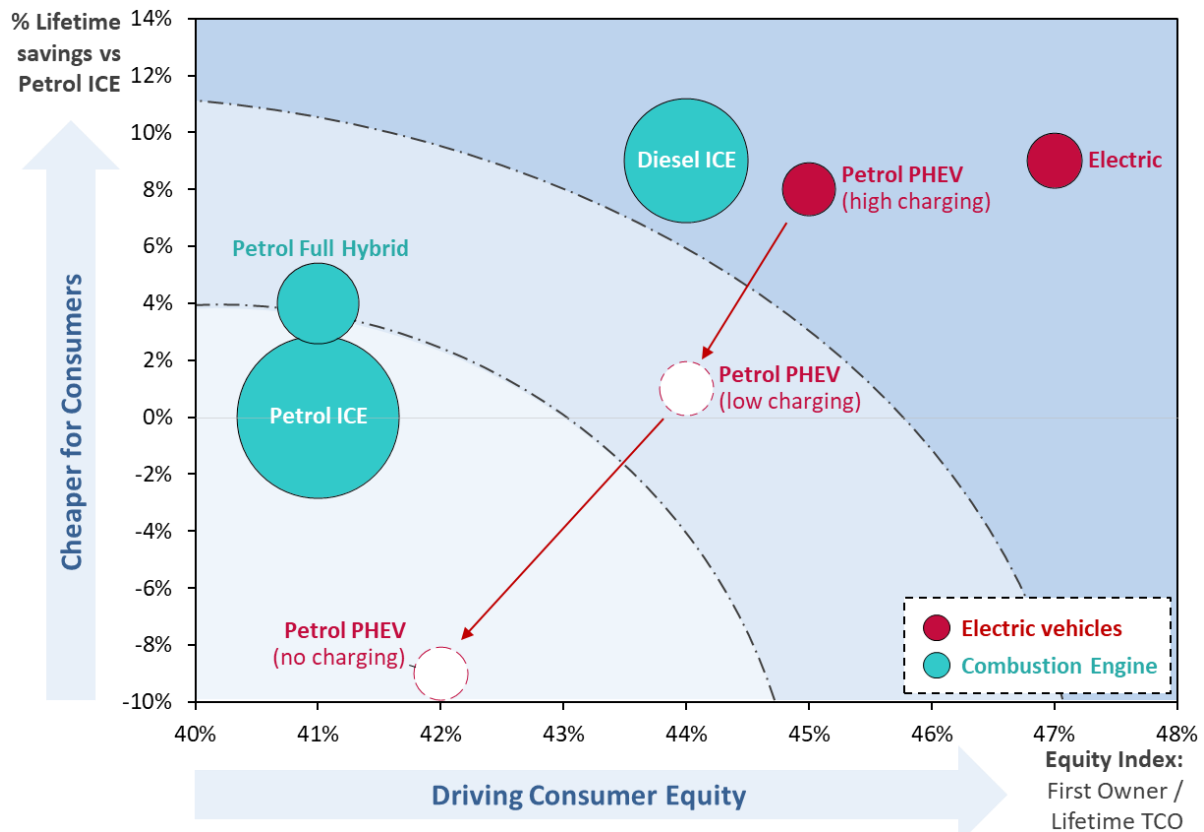 % Lifetime
savings vs
Petrol ICE
Cheaper for Consumers
14%
12%
10%
8%
6%
4%
2%
0%
-2%
-4%
-6%
-8%
-10%
Diesel ICE
Petrol PHEV
(high charging)
Electric
Petrol Full Hybrid
Petrol ICE
Petrol PHEV
(low charging)
Petrol PHEV
(no charging)
Electric vehicles
Combustion Engine
40%
41%
42%
43%
44%
45%
46%
47%
48%
Driving Consumer Equity
Equity Index:
First Owner /
Lifetime TCO